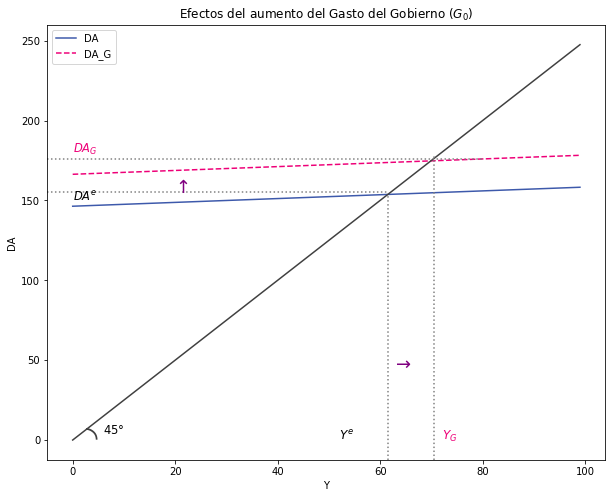 Efectos del aumento del Gasto del Gobierno (G₀)
DA
DA_G
250
200
150
100
50
0
DA
DA_G
DA^e
↑
→
45°
Y^e
Y_G
0
20
40
60
80
100
Y